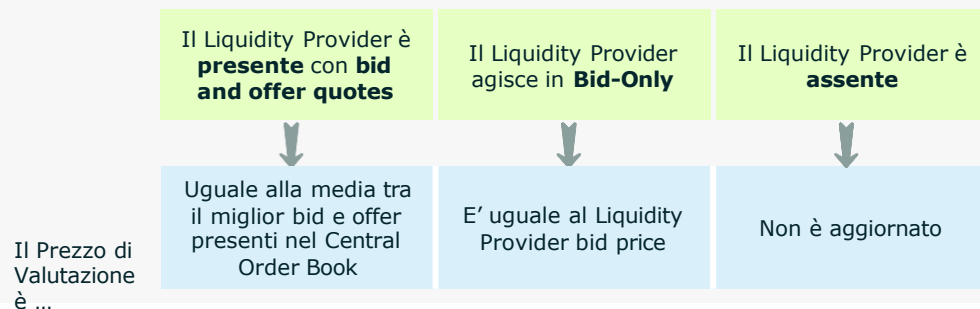 Il Liquidity Provider è
presente con bid
and offer quotes
Il Liquidity Provider
agisce in Bid-Only
Il Liquidity Provider è
assente
Il Prezzo di
Valutazione
è ...
Uguale alla media tra
il miglior bid e offer
presenti nel Central
Order Book
E’ uguale al Liquidity
Provider bid price
Non è aggiornato